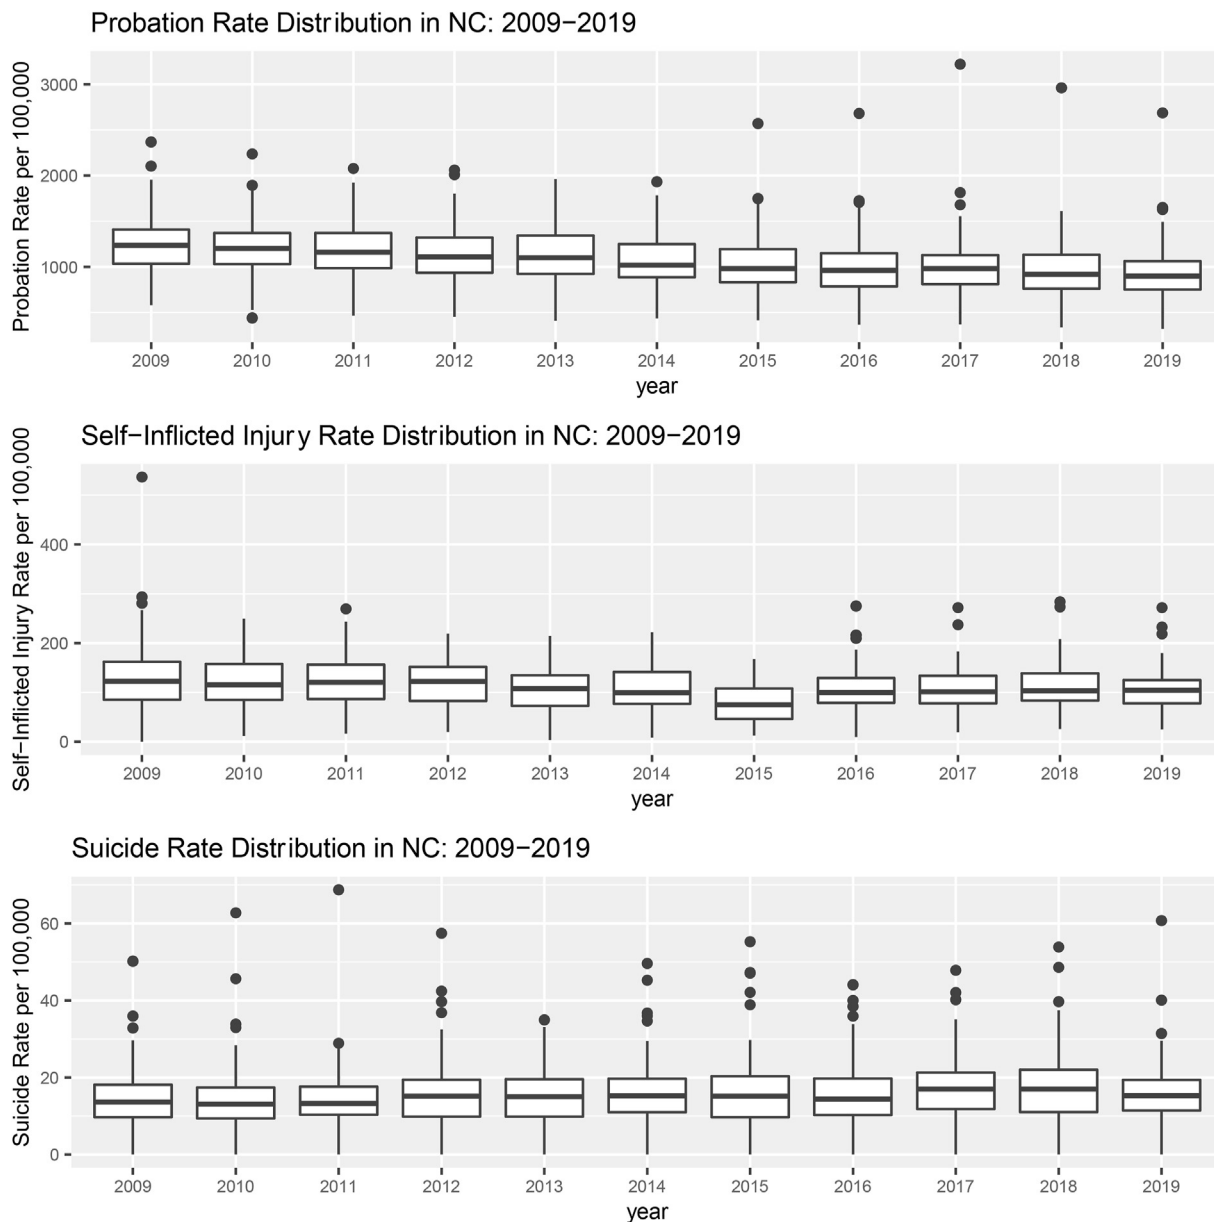 Probation Rate Distribution in NC: 2009−2019
Probation Rate per 100,000
3000
2000
1000
2009 2010 2011 2012 2013 2014 2015 2016 2017 2018 2019
year
Self−Inflicted Injury Rate Distribution in NC: 2009−2019
Self−Inflicted Injury Rate per 100,000
400
200
0
2009 2010 2011 2012 2013 2014 2015 2016 2017 2018 2019
year
Suicide Rate Distribution in NC: 2009−2019
Suicide Rate per 100,000
60
40
20
0
2009 2010 2011 2012 2013 2014 2015 2016 2017 2018 2019
year